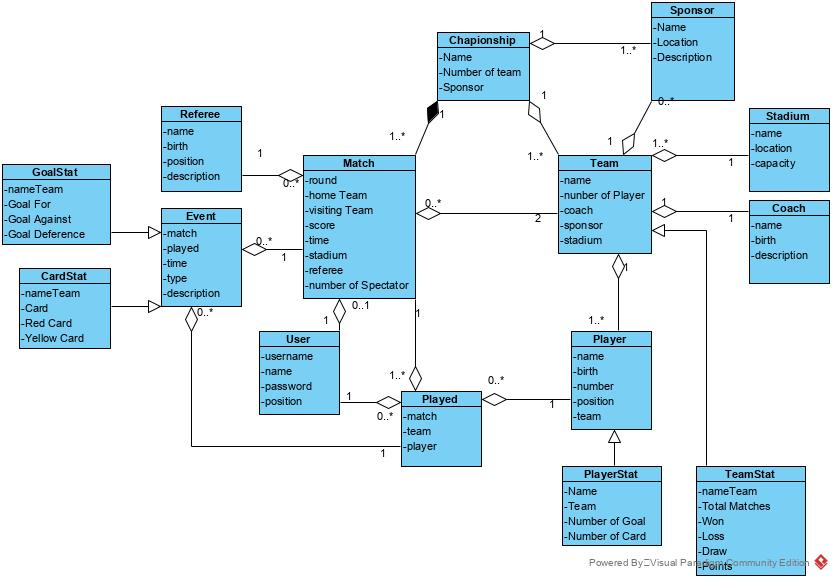 Sponsor
-Name
-Location
-Description
Chapionship
-Name
-Number of team
-Sponsor
1
1..*
1
1
0..*
Referee
-name
-birth
-position
-description
1
0..*
1..*
1..*
1
Stadium
-name
-location
-capacity
1..*
1
GoalStat
-nameTeam
-Goal For
-Goal Against
-Goal Deference
Match
-round
-home Team
-visiting Team
-score
-time
-stadium
-referee
-number of Spectator
Team
-name
-nunber of Player
-coach
-sponsor
-stadium
Coach
-name
-birth
-description
1
1
Event
-match
-played
-time
-type
-description
0..*
1
0..*
2
CardStat
-nameTeam
-Card
-Red Card
-Yellow Card
0..*
1
0..1
1
1
1..*
User
-username
-name
-password
-position
Player
-name
-birth
-number
-position
-team
1..*
0..*
1
1
0..*
Played
-match
-team
-player
1
PlayerStat
-Name
-Team
-Number of Goal
-Number of Card
TeamStat
-nameTeam
-Total Matches
-Won
-Loss
-Draw
-Points
Powered By Visual Paradigm Community Edition